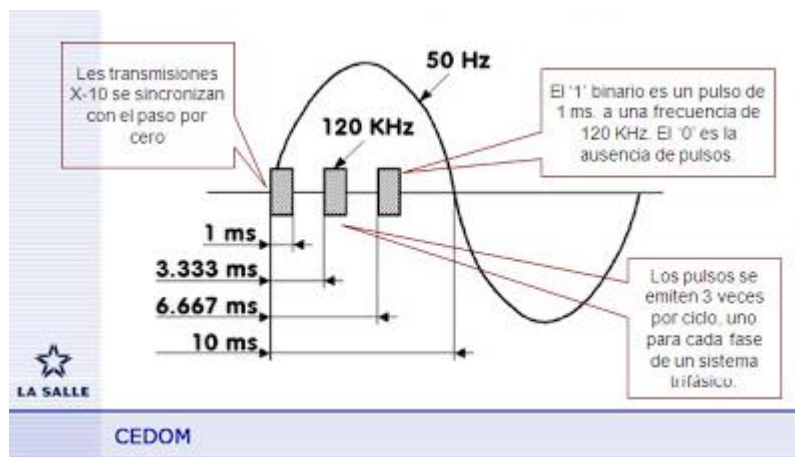 Les transmisiones
X-10 se sincronizan
con el paso por
cero
50 Hz
120 KHz
El '1' binario es un pulso de
1 ms. a una frecuencia de
120 KHz. El '0' es la
ausencia de pulsos.
1 ms
3.333 ms
6.667 ms
10 ms
Los pulsos se
emiten 3 veces
por ciclo, uno
para cada fase
de un sistema
trifásico.
LA SALLE
CEDOM